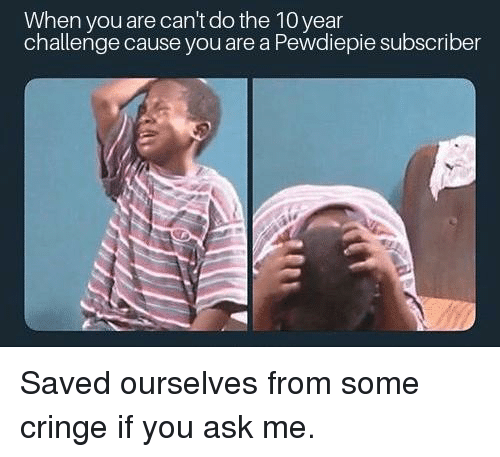 When you are can't do the 10 year
challenge cause you are a Pewdiepie subscriber
Saved ourselves from some
cringe if you ask me.